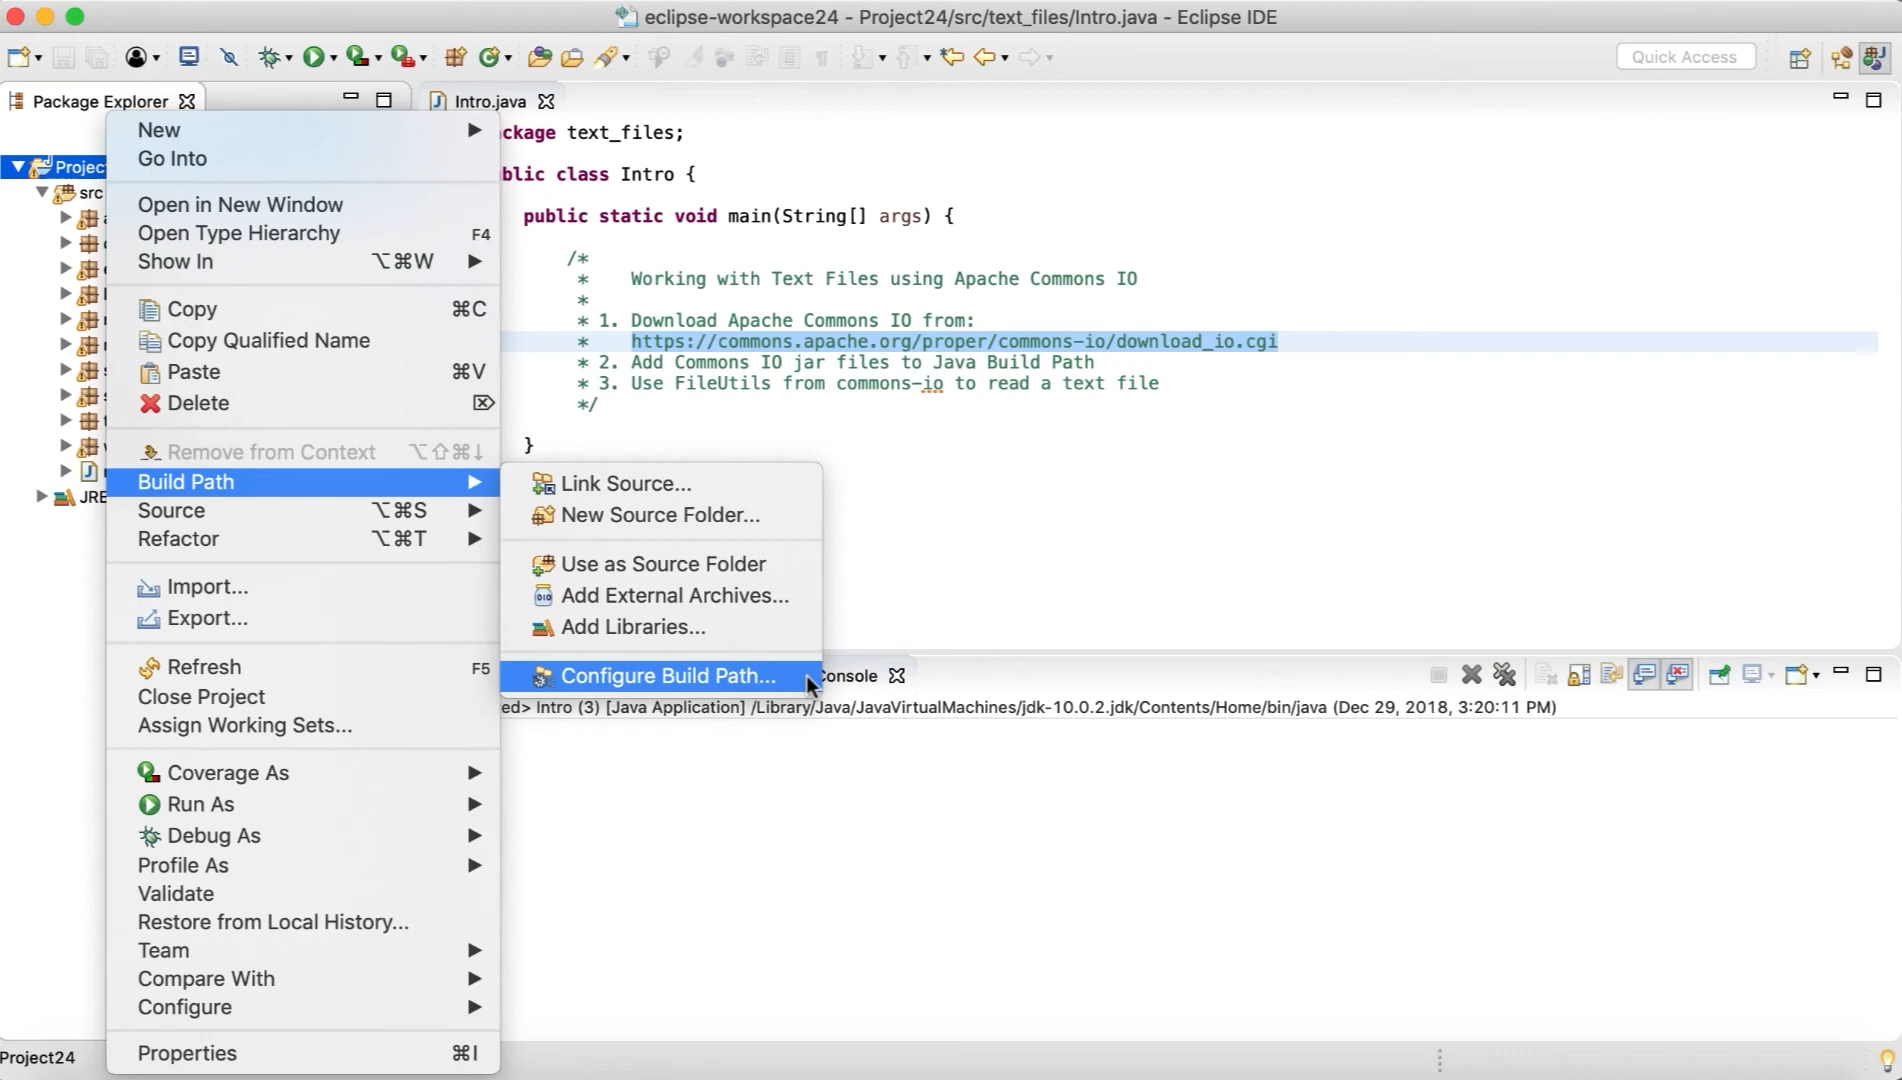 eclipse-workspace24 - Project24/src/text_files/Intro.java - Eclipse IDE
Quick Access
Package Explorer
Intro.java
New
Go Into
Open in New Window
Open Type Hierarchy F4
Show In ⌥⌘W
Copy ⌘C
Copy Qualified Name
Paste ⌘V
Delete ⌦
Remove from Context ⌥⇧⌘↓
Build Path
Source ⌥⌘S
Refactor ⌥⌘T
Import...
Export...
Refresh F5
Close Project
Assign Working Sets...
Coverage As
Run As
Debug As
Profile As
Validate
Restore from Local History...
Team
Compare With
Configure
Properties ⌘I
Projec
src
JRE
ckage text_files;
blic class Intro {
public static void main(String[] args) {
/*
* Working with Text Files using Apache Commons IO
*
* 1. Download Apache Commons IO from:
* https://commons.apache.org/proper/commons-io/download_io.cgi
* 2. Add Commons IO jar files to Java Build Path
* 3. Use FileUtils from commons-io to read a text file
*/
}
Link Source...
New Source Folder...
Use as Source Folder
Add External Archives...
Add Libraries...
Configure Build Path...
onsole
ed> Intro (3) [Java Application] /Library/Java/JavaVirtualMachines/jdk-10.0.2.jdk/Contents/Home/bin/java (Dec 29, 2018, 3:20:11 PM)
Project24